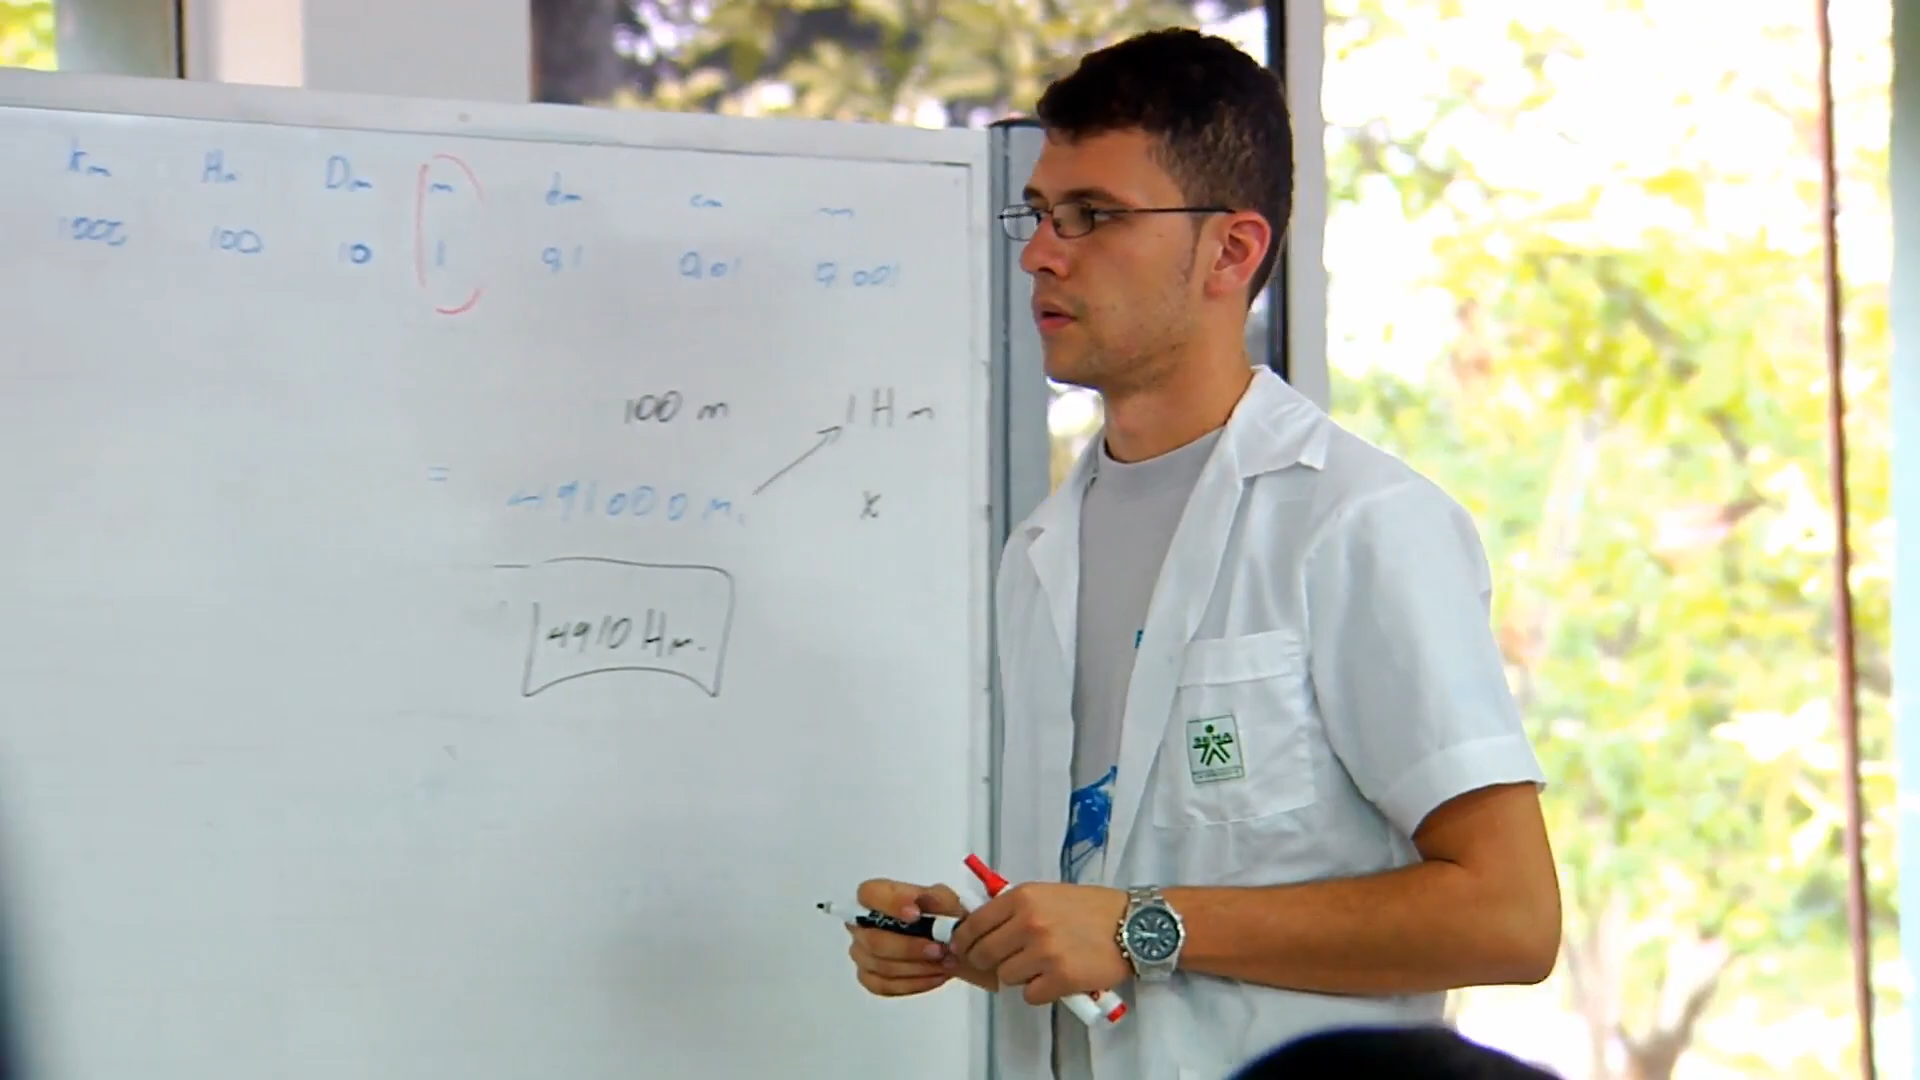 Km Hm Dm m dm cm mm
1000 100 10 1 0,1 0,01 0,001
100 m 1 Hm
= 491000 m. x
4910 Hm.
SENA